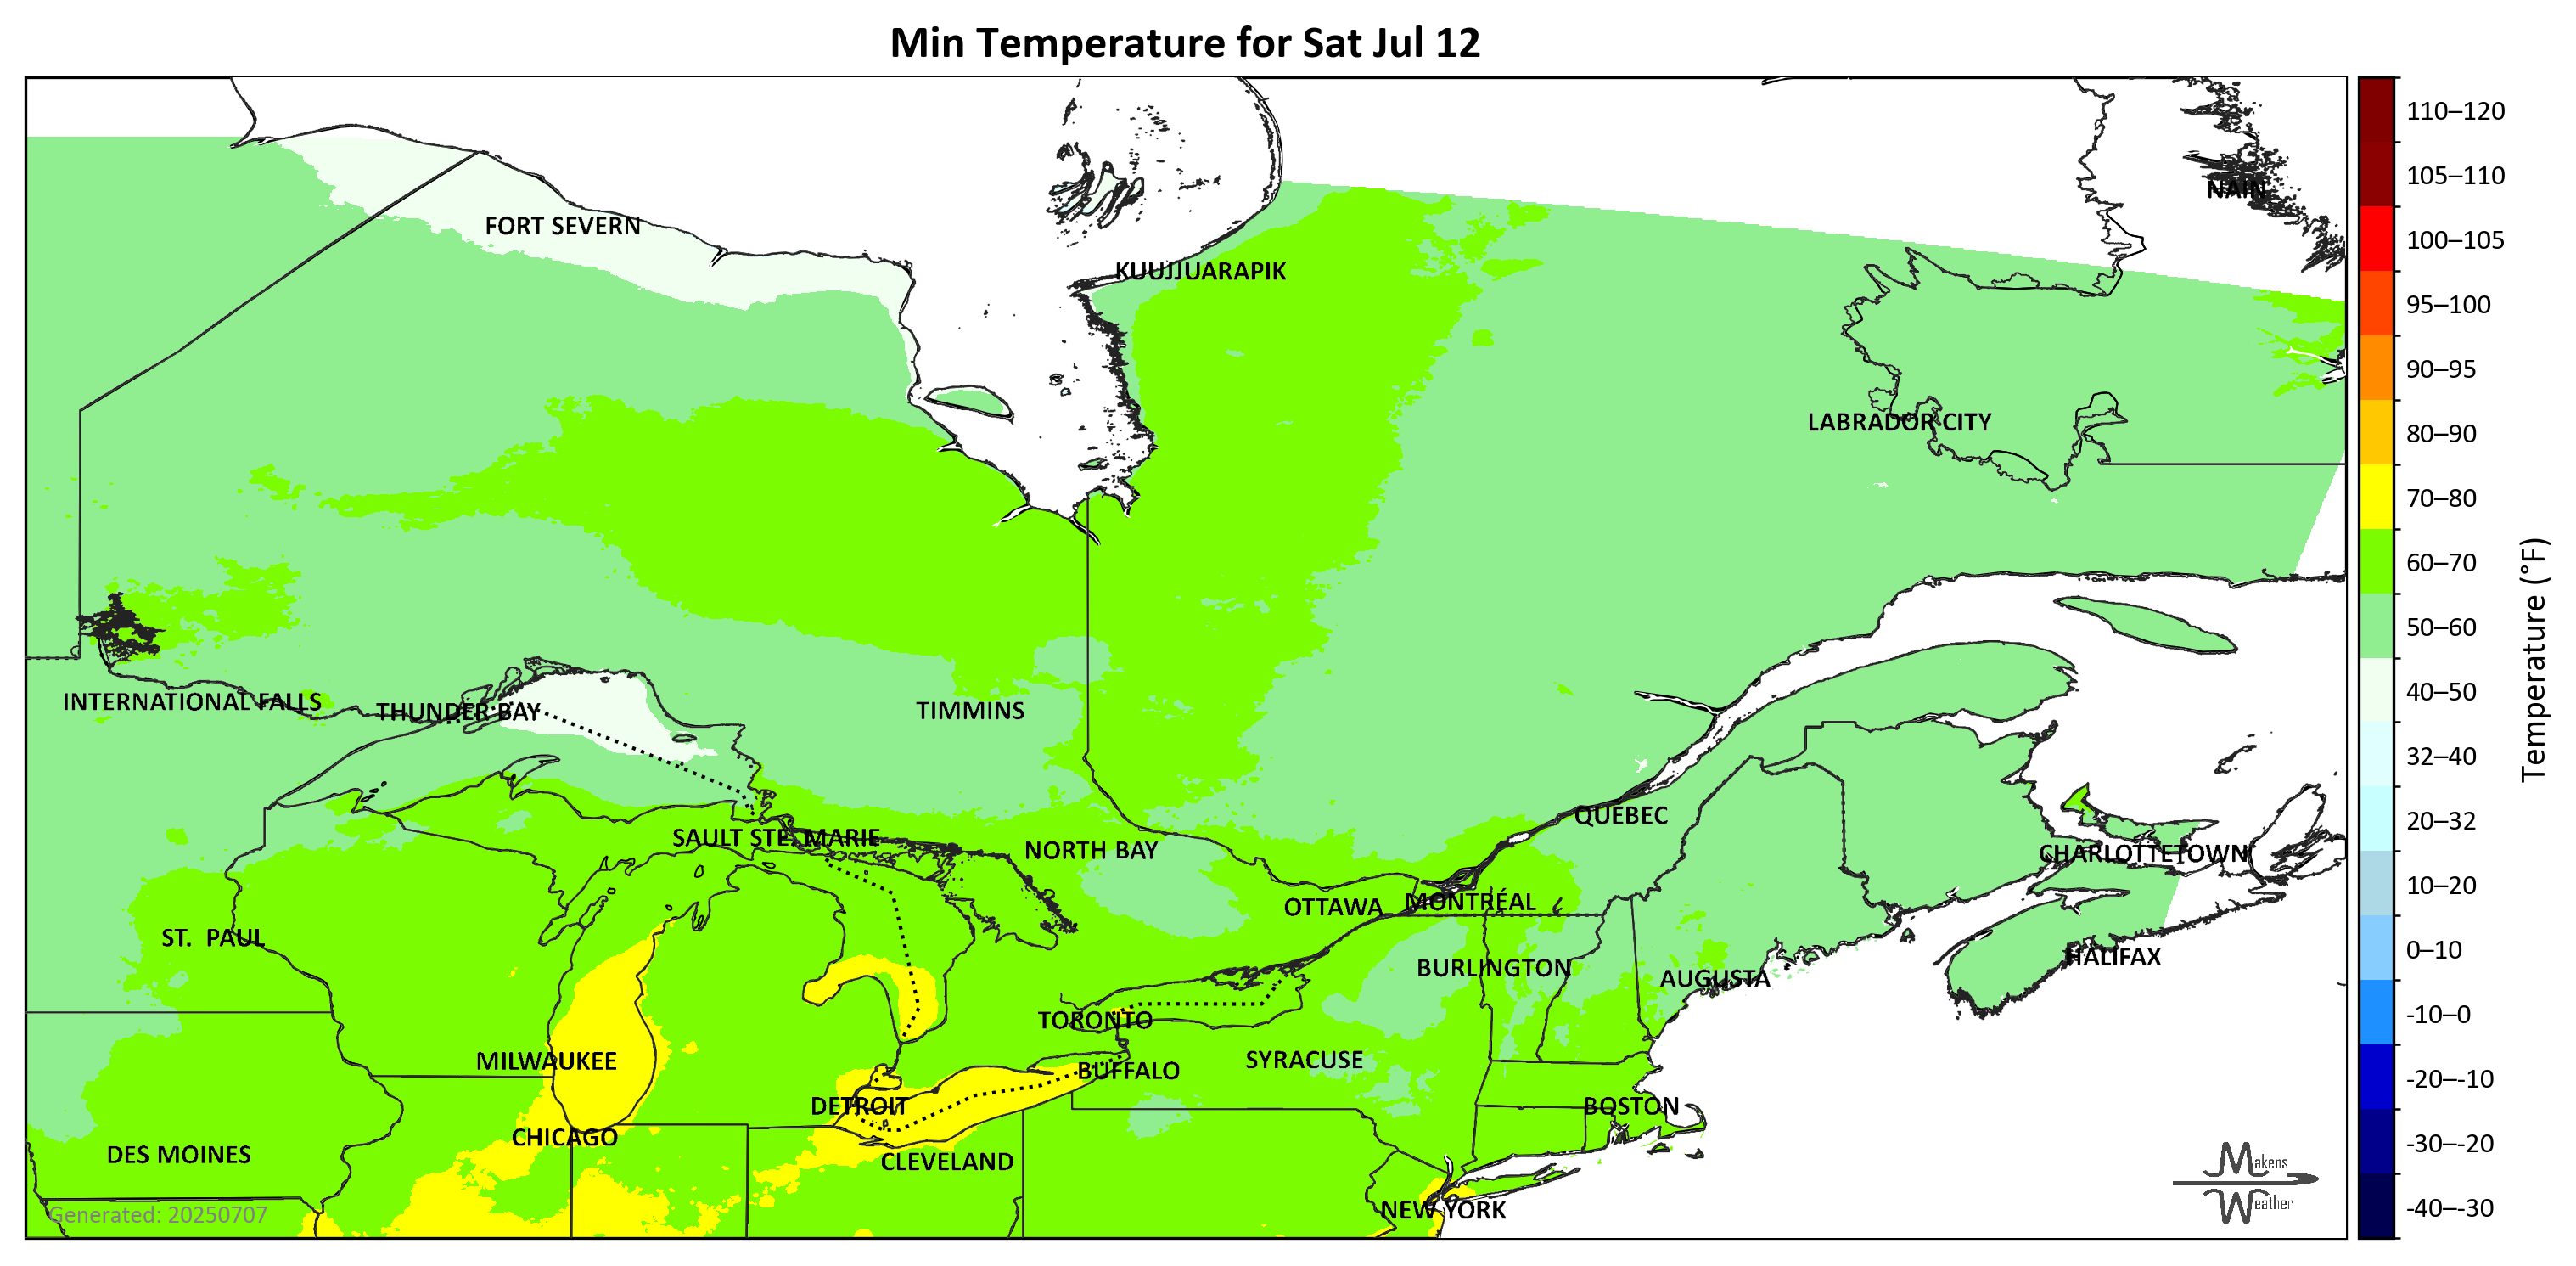 Min Temperature for Sat Jul 12
NAIN
FORT SEVERN
KUUJJUARAPIK
LABRADOR CITY
INTERNATIONAL FALLS
THUNDER BAY
TIMMINS
QUÉBEC
SAULT STE. MARIE
NORTH BAY
CHARLOTTETOWN
OTTAWA
MONTRÉAL
ST. PAUL
HALIFAX
BURLINGTON
AUGUSTA
TORONTO
MILWAUKEE
SYRACUSE
BUFFALO
DETROIT
BOSTON
CHICAGO
DES MOINES
CLEVELAND
NEW YORK
Generated: 20250707
Makens
Weather
110–120
105–110
100–105
95–100
90–95
80–90
70–80
60–70
50–60
40–50
32–40
20–32
10–20
0–10
-10–0
-20–-10
-30–-20
-40–-30
Temperature (°F)